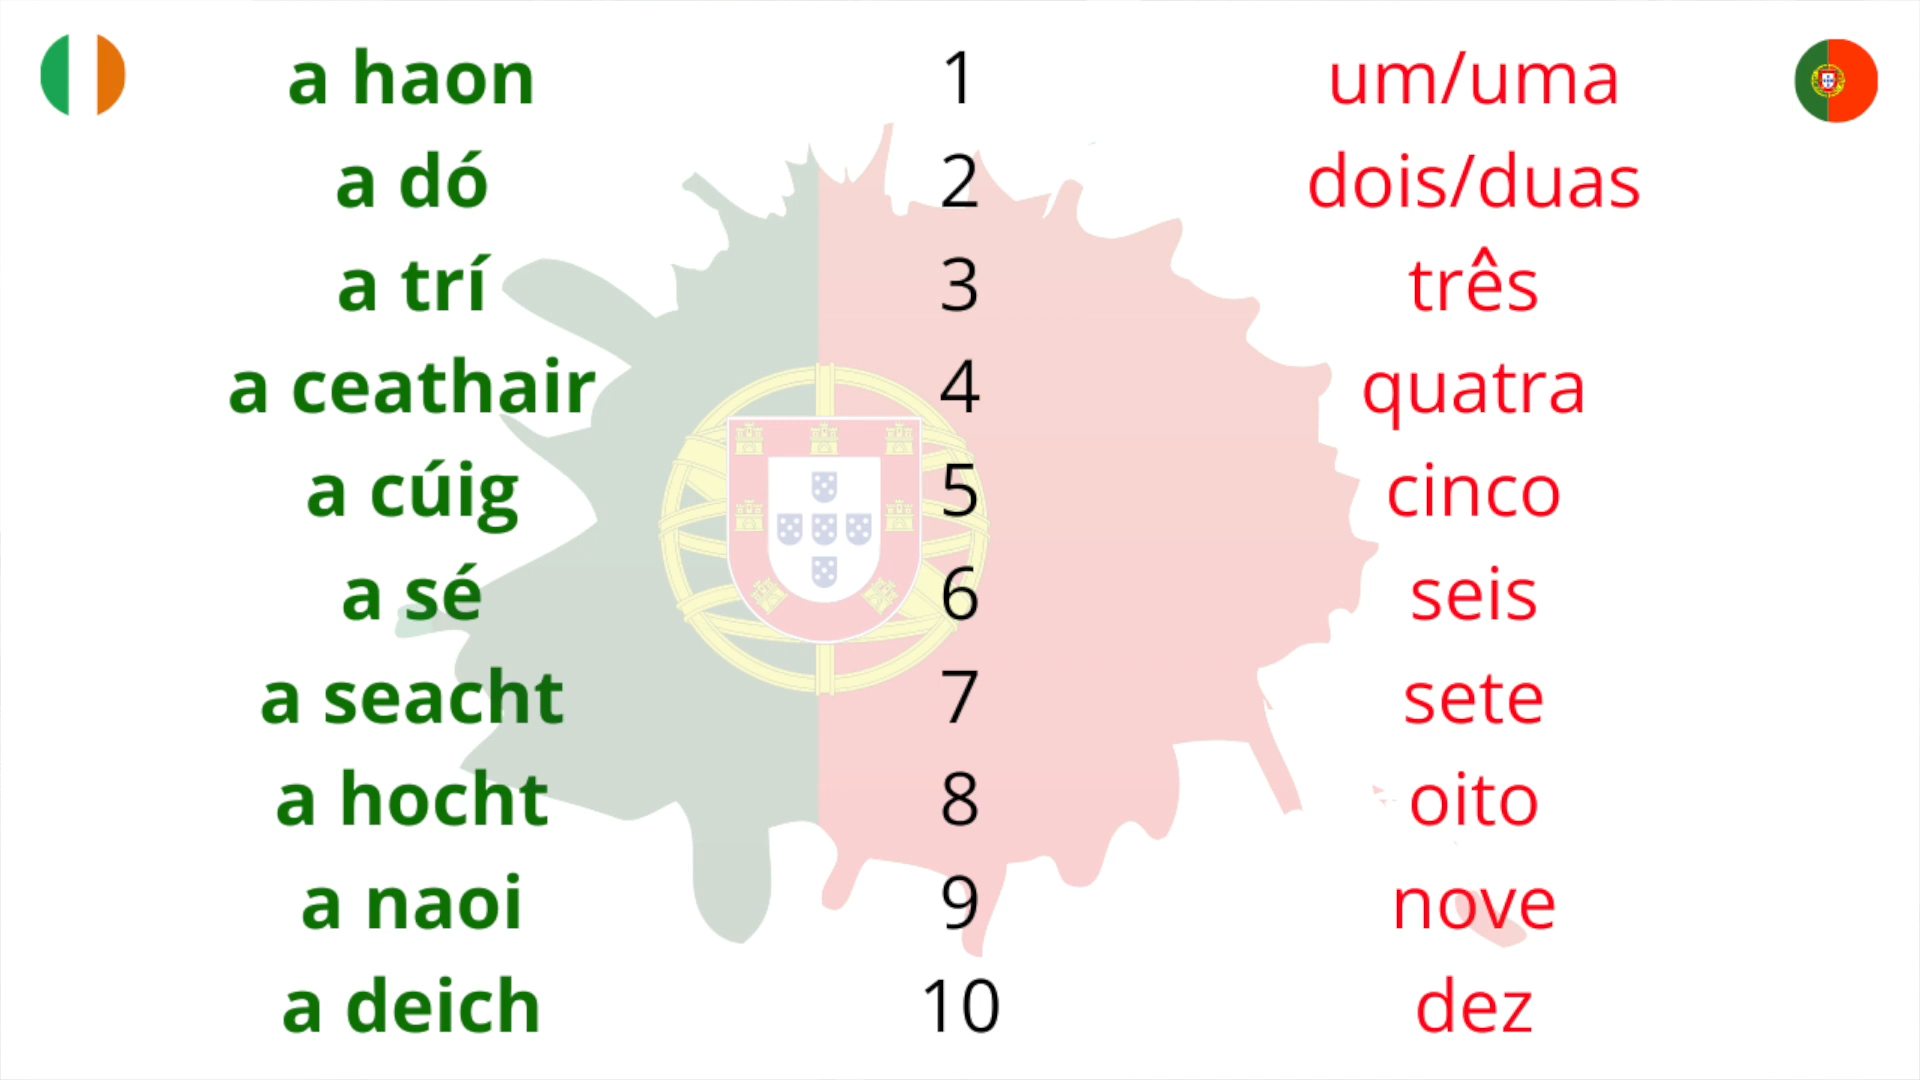 a haon 1 um/uma
a dó 2 dois/duas
a trí 3 três
a ceathair 4 quatra
a cúig 5 cinco
a sé 6 seis
a seacht 7 sete
a hocht 8 oito
a naoi 9 nove
a deich 10 dez